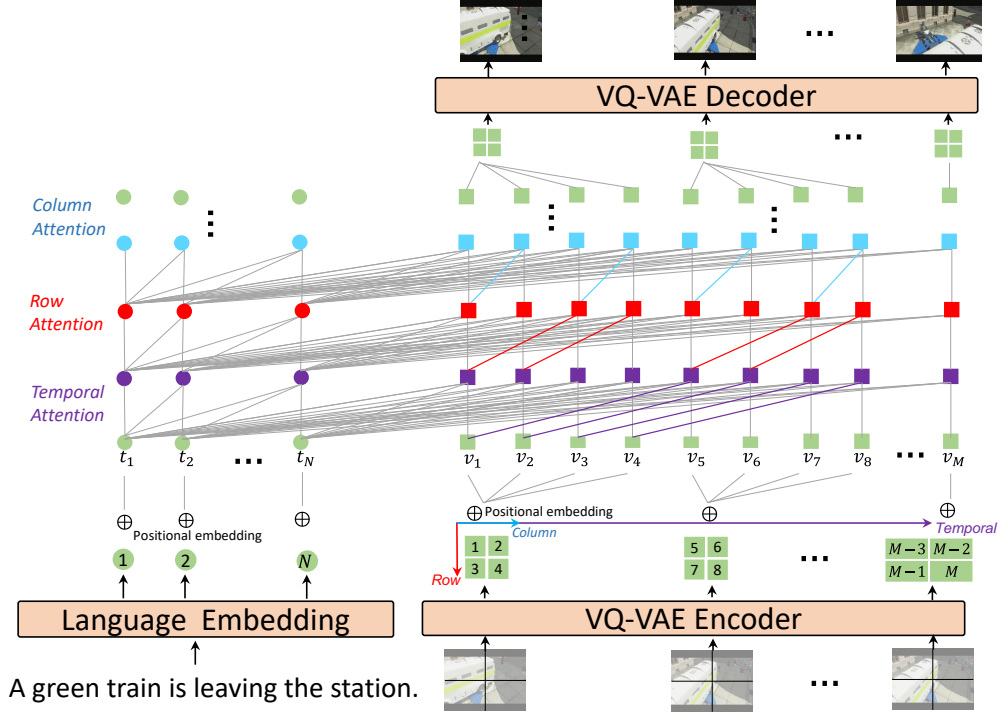 VQ-VAE Decoder
...
...
Column
Attention
Row
Attention
Temporal
Attention
t₁ t₂ ... t_N v₁ v₂ v₃ v₄ v₅ v₆ v₇ v₈ ... v_M
Positional embedding
Positional embedding
Column
Temporal
Row
1 2 N
1 2
3 4
5 6
7 8
...
M−3 M−2
M−1 M
Language Embedding
VQ-VAE Encoder
...
A green train is leaving the station.